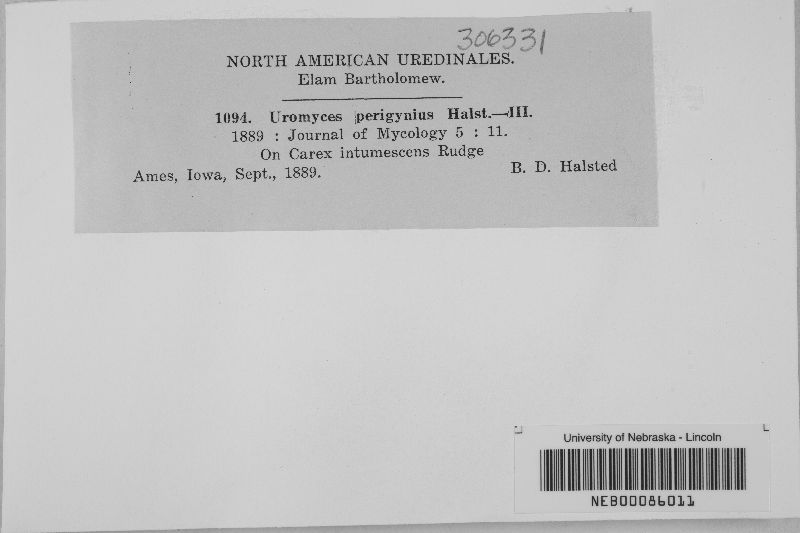 306331
NORTH AMERICAN UREDINALES.
Elam Bartholomew.
1094. Uromyces perigynius Halst.—III.
1889 : Journal of Mycology 5 : 11.
On Carex intumescens Rudge
Ames, Iowa, Sept., 1889. B. D. Halsted
University of Nebraska - Lincoln
NEB00086011